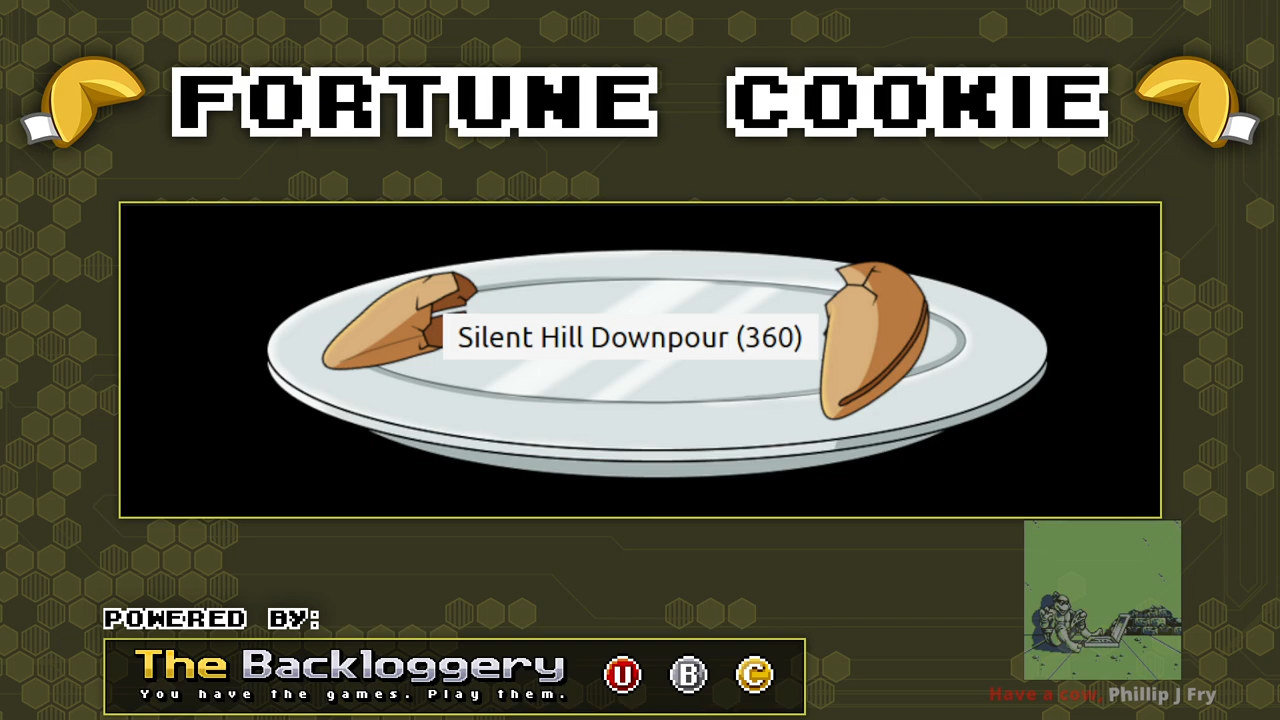 FORTUNE COOKIE
Silent Hill Downpour (360)
POWERED BY:
The Backloggery
You have the games. Play them.
U B C
Have a cow, Phillip J Fry